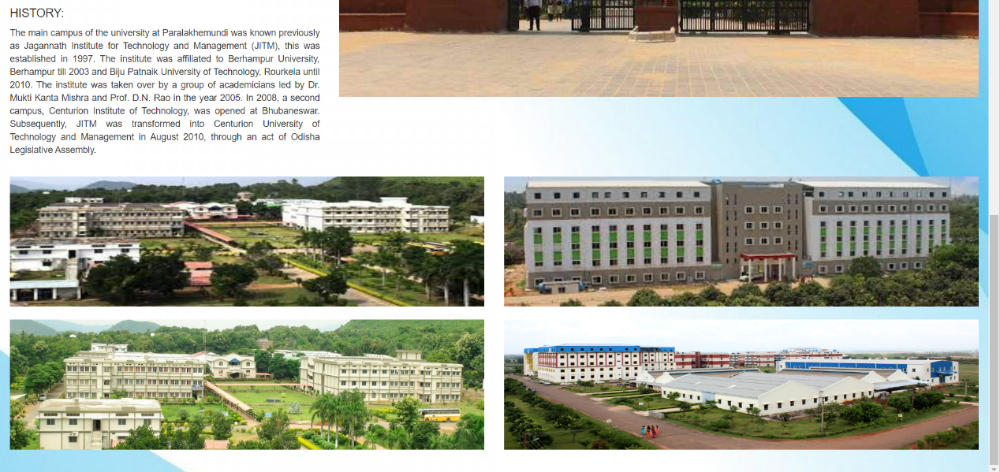 HISTORY:
The main campus of the university at Paralakhemundi was known previously
as Jagannath Institute for Technology and Management (JITM), this was
established in 1997. The institute was affiliated to Berhampur University,
Berhampur till 2003 and Biju Patnaik University of Technology, Rourkela until
2010. The institute was taken over by a group of academicians led by Dr.
Mukti Kanta Mishra and Prof. D.N. Rao in the year 2005. In 2008, a second
campus, Centurion Institute of Technology, was opened at Bhubaneswar.
Subsequently, JITM was transformed into Centurion University of
Technology and Management in August 2010, through an act of Odisha
Legislative Assembly.